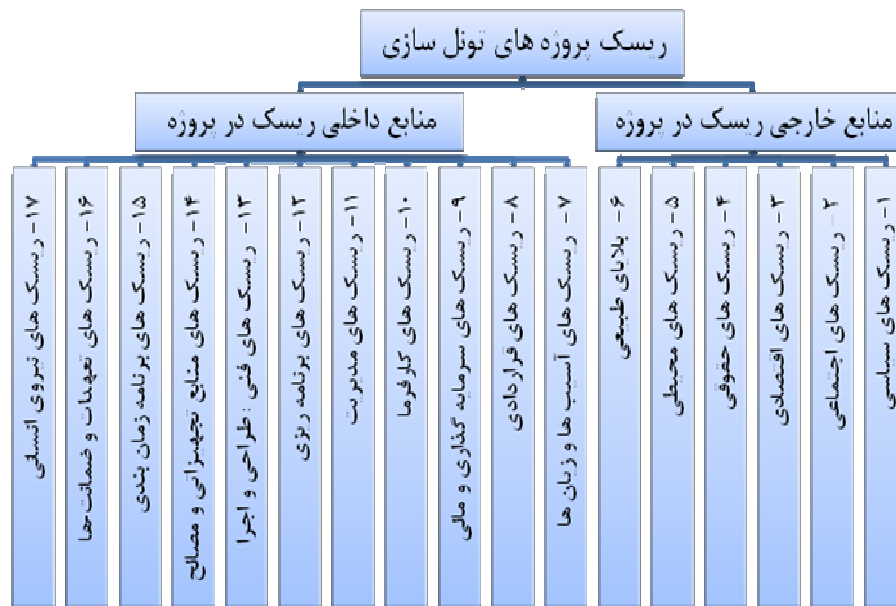 ریسک پروژه های تونل سازی
منابع خارجی ریسک در پروژه
منابع داخلی ریسک در پروژه
۱- ریسک های سیاسی
۲- ریسک های اجتماعی
۳- ریسک های اقتصادی
۴- ریسک های حقوقی
۵- ریسک های محیطی
۶- بلایای طبیعی
۷- ریسک های آسیب ها و زیان ها
۸- ریسک های قراردادی
۹- ریسک های سرمایه گذاری و مالی
۱۰- ریسک های کارفرما
۱۱- ریسک های مدیریت
۱۲- ریسک های برنامه ریزی
۱۳- ریسک های فنی : طراحی و اجرا
۱۴- ریسک های منابع تجهیزاتی و مصالح
۱۵- ریسک های برنامه زمان بندی
۱۶- ریسک های تعهدات و ضمانت ها
۱۷- ریسک های نیروی انسانی